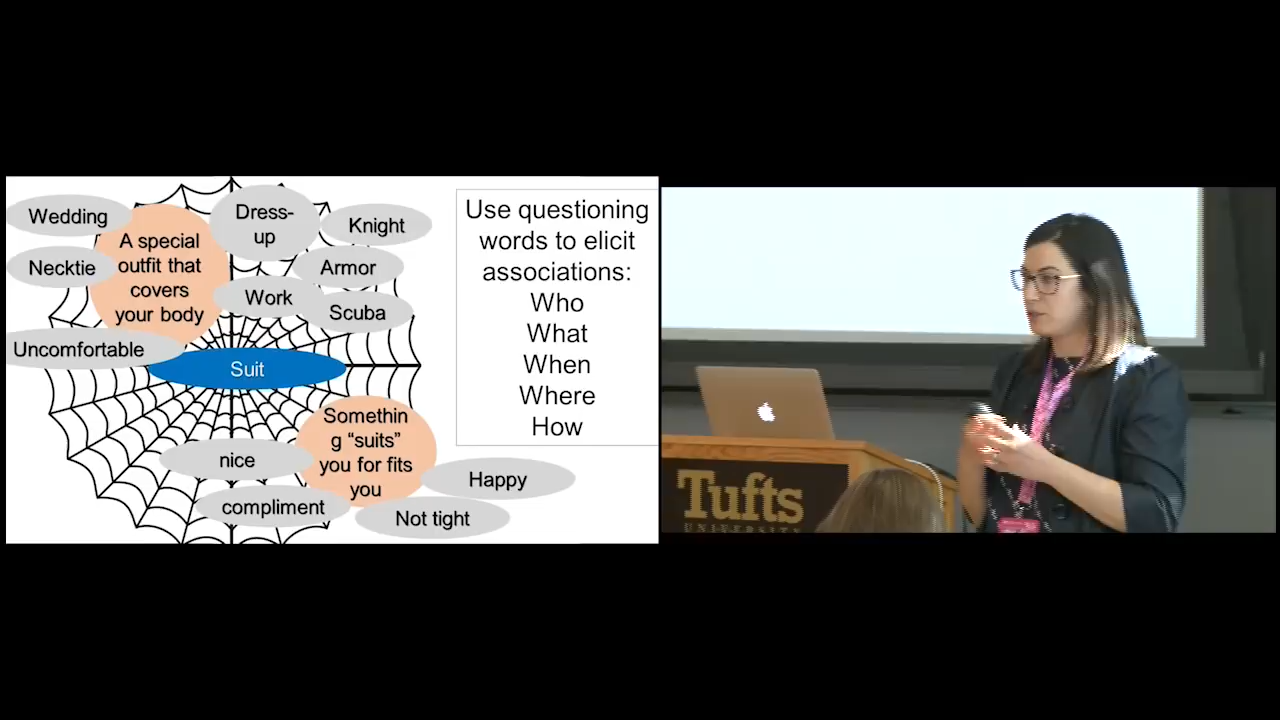 Wedding
Necktie
Uncomfortable
A special
outfit that
covers
your body
Dress-
up
Knight
Armor
Work
Scuba
Suit
Somethin
g “suits”
you for fits
you
nice
compliment
Happy
Not tight
Use questioning
words to elicit
associations:
Who
What
When
Where
How
Tufts
UNIVERSITY